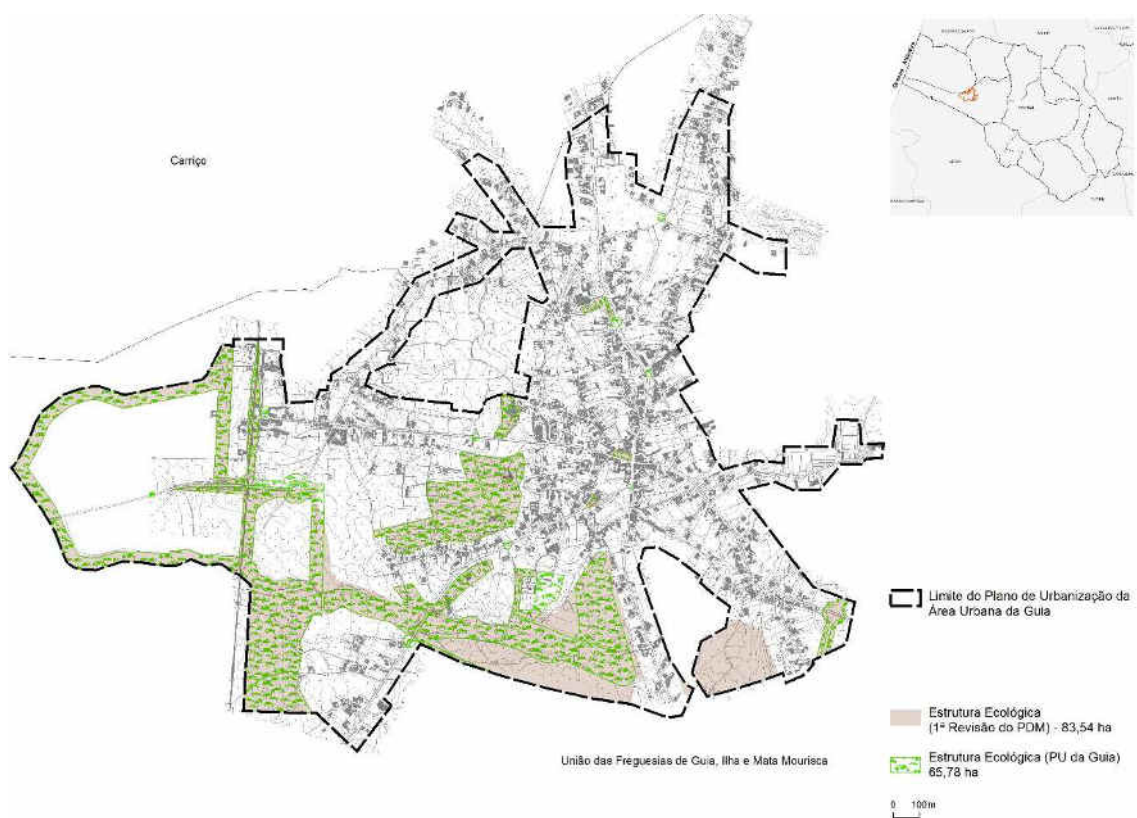 Carriço
Limite do Plano de Urbanização da
Área Urbana da Guia
Estrutura Ecológica
(1ª Revisão do PDM) - 83,54 ha
União das Freguesias de Guia, Ilha e Mata Mourisca
Estrutura Ecológica (PU da Guia)
65,78 ha
0 100 m